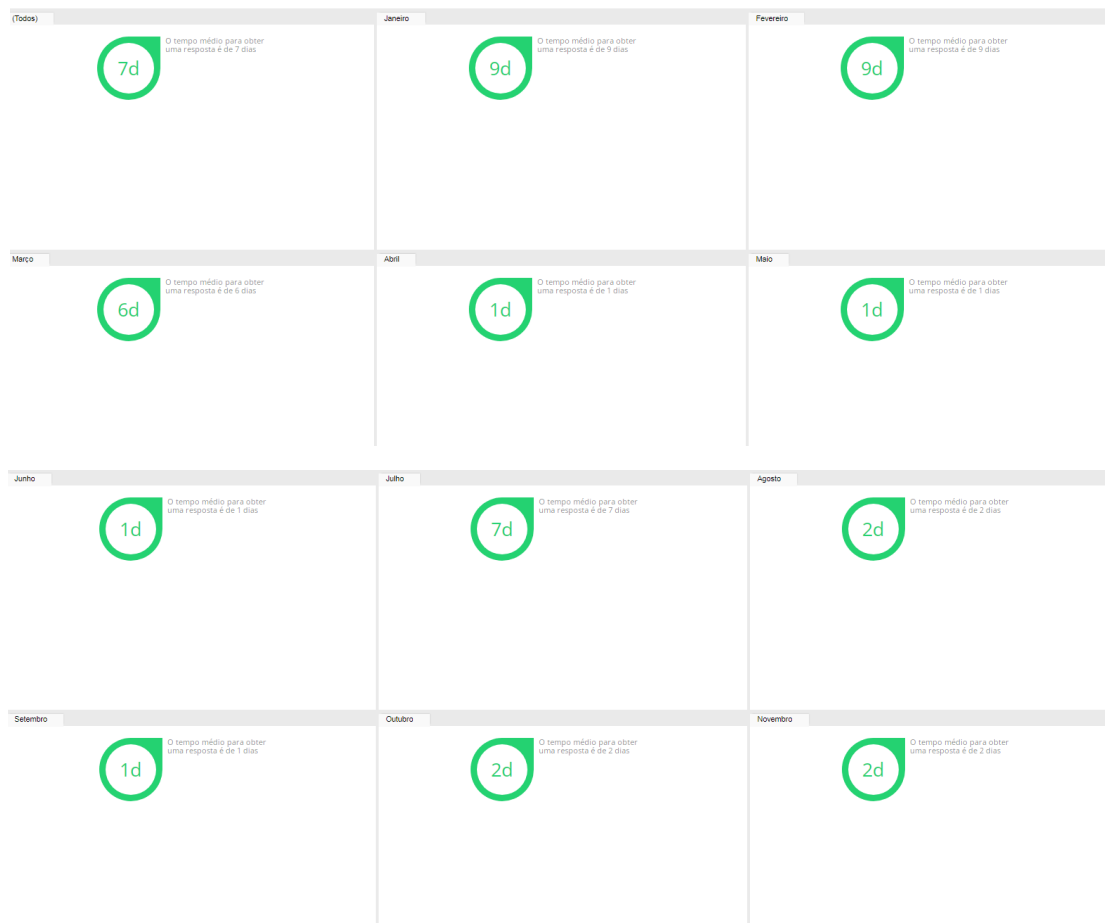 (Todos)
Janeiro
Fevereiro
7d
O tempo médio para obter
uma resposta é de 7 dias
9d
O tempo médio para obter
uma resposta é de 9 dias
9d
O tempo médio para obter
uma resposta é de 9 dias
Março
Abril
Maio
6d
O tempo médio para obter
uma resposta é de 6 dias
1d
O tempo médio para obter
uma resposta é de 1 dias
1d
O tempo médio para obter
uma resposta é de 1 dias
Junho
Julho
Agosto
1d
O tempo médio para obter
uma resposta é de 1 dias
7d
O tempo médio para obter
uma resposta é de 7 dias
2d
O tempo médio para obter
uma resposta é de 2 dias
Setembro
Outubro
Novembro
1d
O tempo médio para obter
uma resposta é de 1 dias
2d
O tempo médio para obter
uma resposta é de 2 dias
2d
O tempo médio para obter
uma resposta é de 2 dias